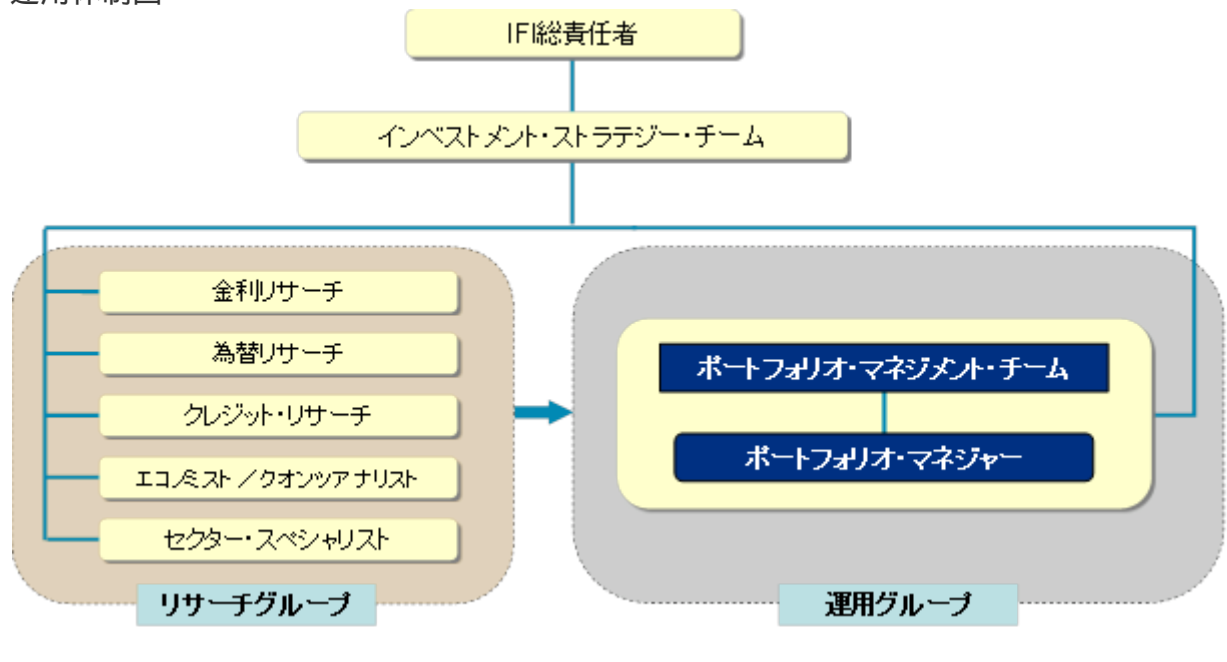 運用体制図
IFI総責任者
インベストメント・ストラテジー・チーム
金利リサーチ
為替リサーチ
クレジット・リサーチ
エコノミスト／クオンツアナリスト
セクター・スペシャリスト
リサーチグループ
ポートフォリオ・マネジメント・チーム
ポートフォリオ・マネジャー
運用グループ